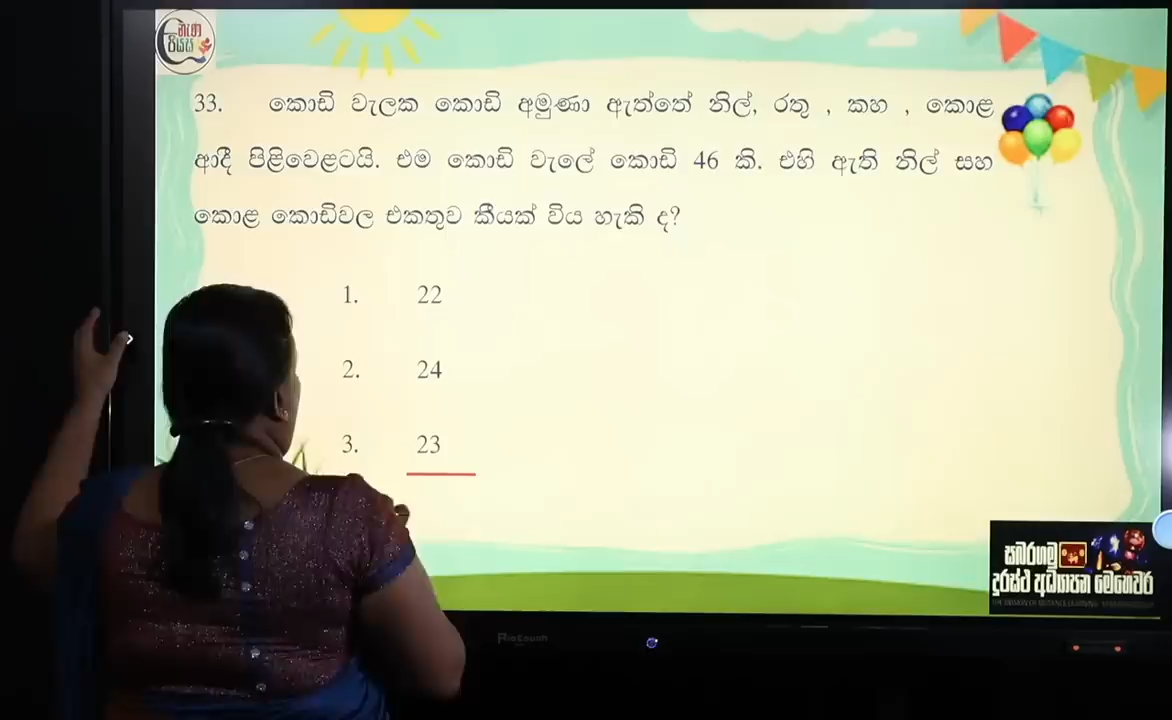 නැණ
පියස
33. කොඩි වැලක කොඩි අමුණා ඇත්තේ නිල්, රතු , කහ , කොළ
ආදී පිළිවෙළටයි. එම කොඩි වැලේ කොඩි 46 කි. එහි ඇති නිල් සහ
කොළ කොඩිවල එකතුව කීයක් විය හැකි ද?
1. 22
2. 24
3. 23
සබරගමු
දුරස්ථ අධ්‍යාපන මෙහෙවර